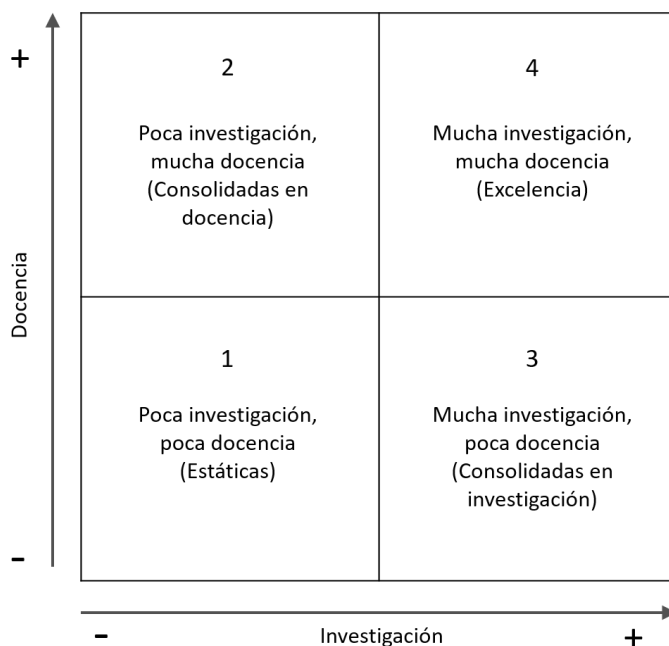 +
Docencia
–
2
Poca investigación,
mucha docencia
(Consolidadas en
docencia)
4
Mucha investigación,
mucha docencia
(Excelencia)
1
Poca investigación,
poca docencia
(Estáticas)
3
Mucha investigación,
poca docencia
(Consolidadas en
investigación)
–
Investigación
+